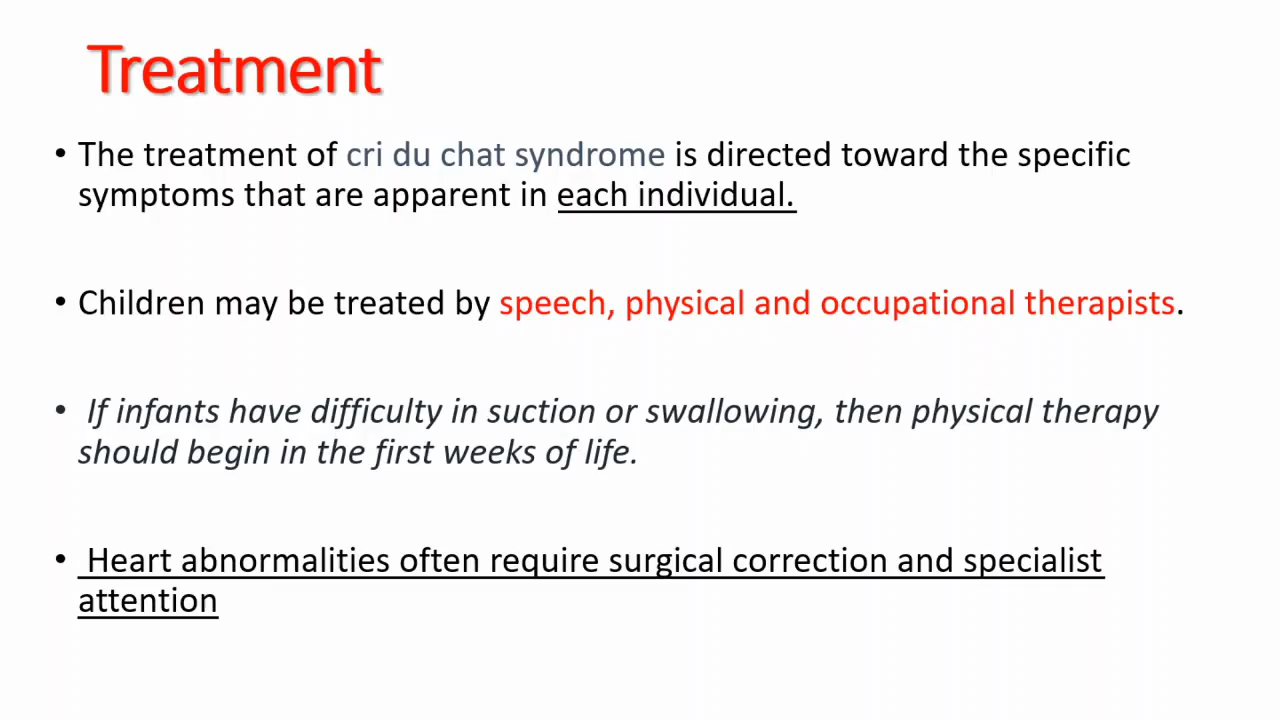 Treatment
• The treatment of cri du chat syndrome is directed toward the specific
symptoms that are apparent in each individual.
• Children may be treated by speech, physical and occupational therapists.
• If infants have difficulty in suction or swallowing, then physical therapy
should begin in the first weeks of life.
• Heart abnormalities often require surgical correction and specialist
attention